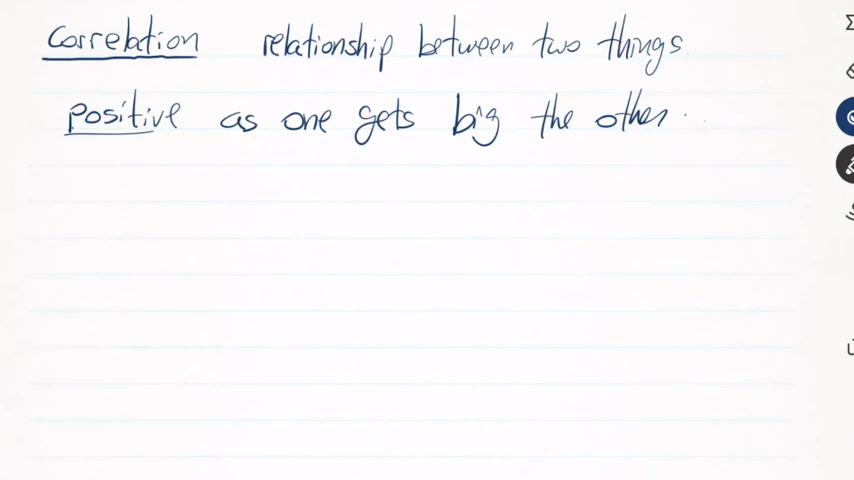 Correlation relationship between two things.
positive as one gets big the other ...